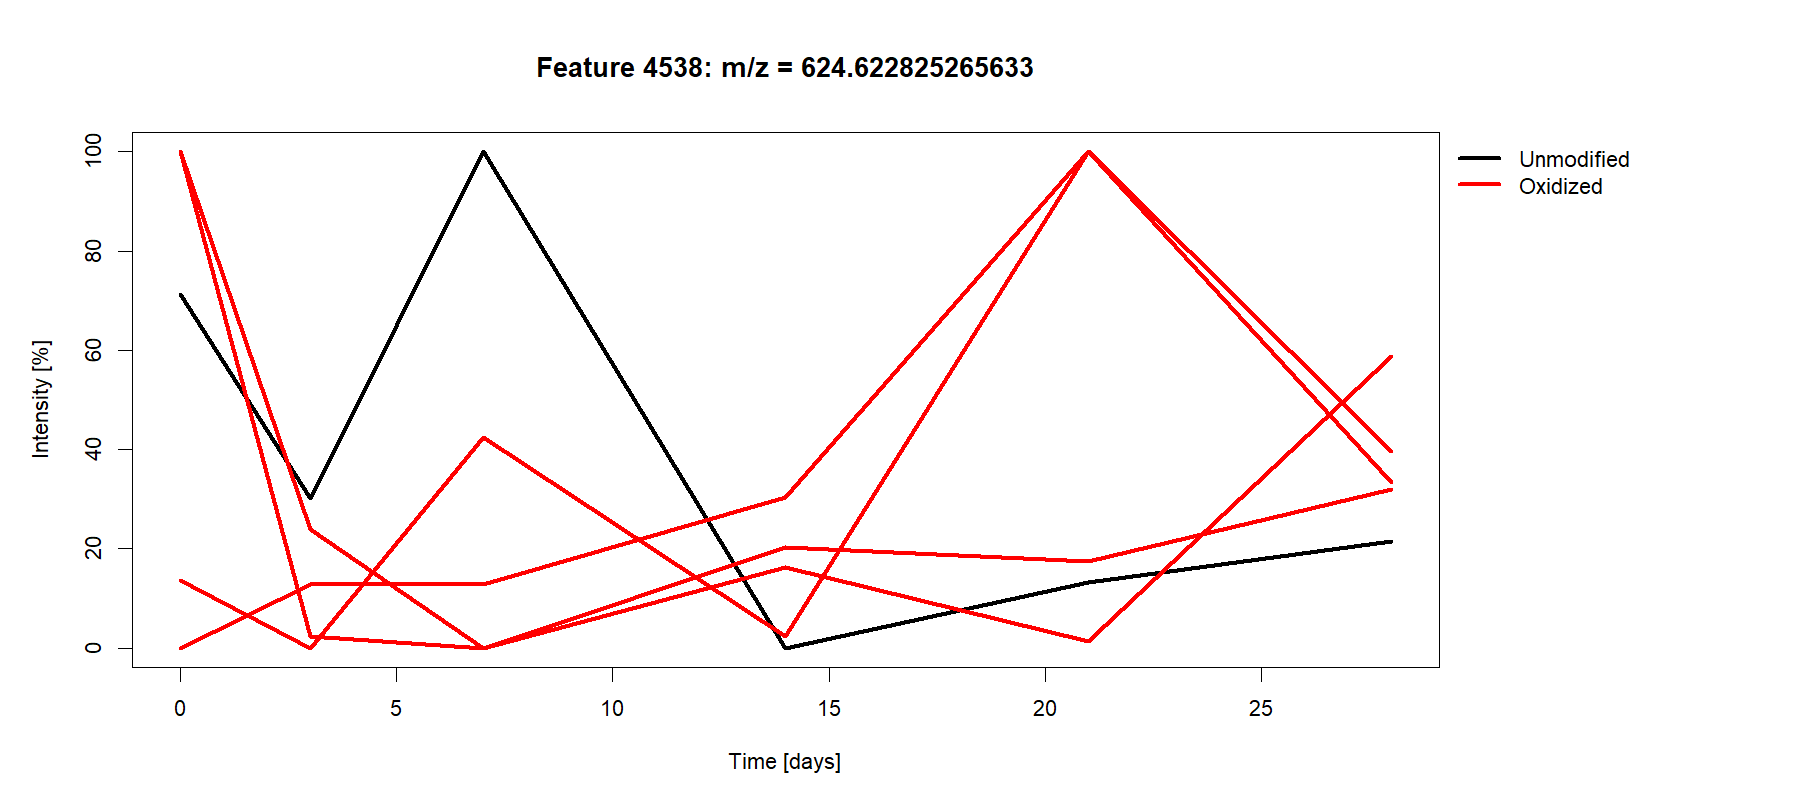 Feature 4538: m/z = 624.622825265633
100
80
60
40
20
0
Intensity [%]
0 5 10 15 20 25
Time [days]
Unmodified
Oxidized